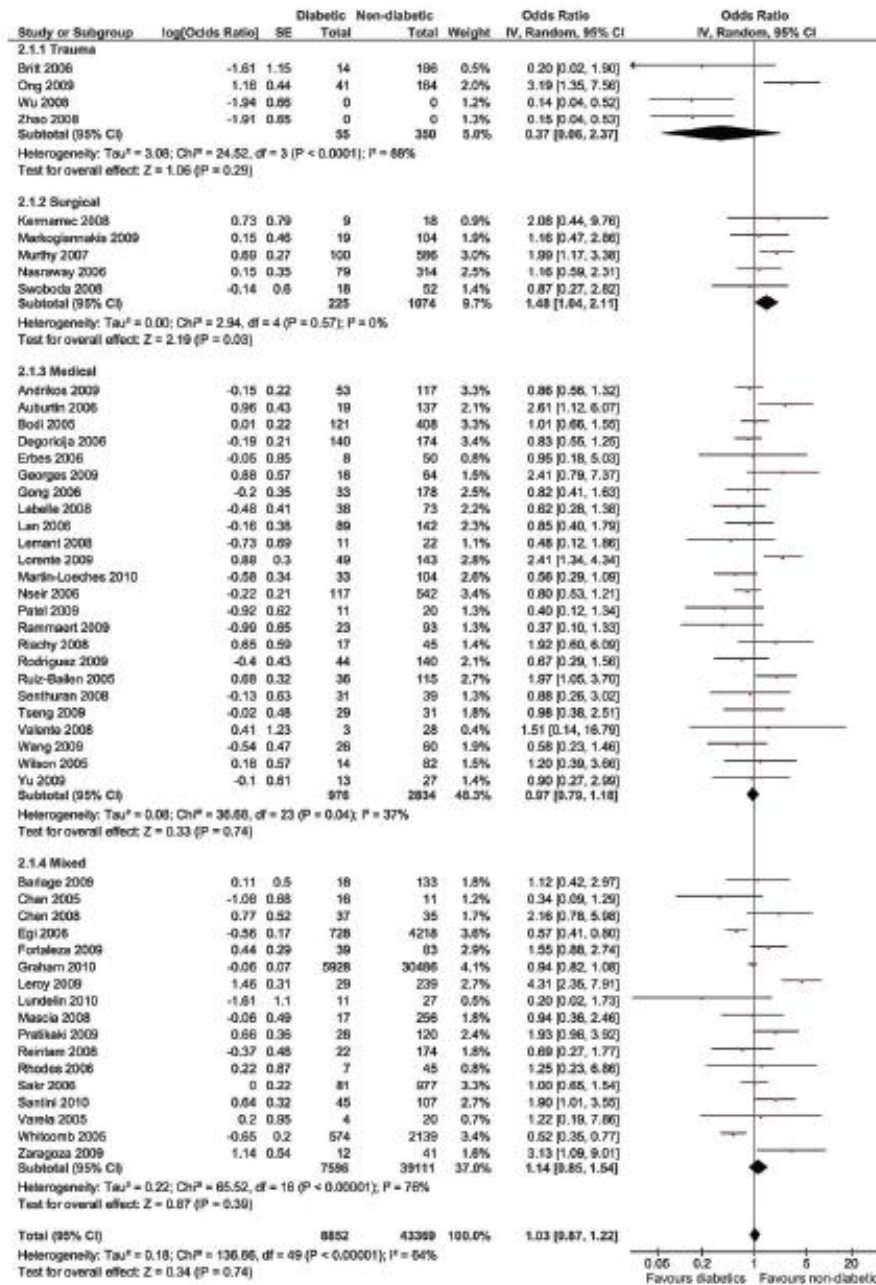 Diabetic Non-diabetic Odds Ratio Odds Ratio
Study or Subgroup log[Odds Ratio] SE Total Total Weight IV, Random, 95% CI IV, Random, 95% CI
2.1.1 Trauma
Britt 2006 -1.61 1.15 14 166 0.5% 0.20 [0.02, 1.90]
Ong 2009 1.16 0.44 41 164 2.0% 3.19 [1.35, 7.56]
Wu 2008 -1.94 0.66 0 0 1.2% 0.14 [0.04, 0.52]
Zhao 2008 -1.91 0.65 0 0 1.3% 0.15 [0.04, 0.53]
Subtotal (95% CI) 55 350 5.0% 0.37 [0.06, 2.37]
Heterogeneity: Tau² = 3.08; Chi² = 24.52, df = 3 (P < 0.0001); I² = 88%
Test for overall effect: Z = 1.06 (P = 0.29)
2.1.2 Surgical
Kermarrec 2008 0.73 0.79 9 18 0.9% 2.08 [0.44, 9.76]
Markogiannakis 2009 0.15 0.46 19 104 1.9% 1.16 [0.47, 2.86]
Murthy 2007 0.69 0.27 100 586 3.0% 1.99 [1.17, 3.38]
Nasraway 2006 0.15 0.35 79 314 2.5% 1.16 [0.59, 2.31]
Swoboda 2008 -0.14 0.6 18 52 1.4% 0.87 [0.27, 2.82]
Subtotal (95% CI) 225 1074 9.7% 1.48 [1.04, 2.11]
Heterogeneity: Tau² = 0.00; Chi² = 2.94, df = 4 (P = 0.57); I² = 0%
Test for overall effect: Z = 2.19 (P = 0.03)
2.1.3 Medical
Andrikos 2009 -0.15 0.22 53 117 3.3% 0.86 [0.56, 1.32]
Auburtin 2006 0.96 0.43 19 137 2.1% 2.61 [1.12, 6.07]
Bodi 2005 0.01 0.22 121 408 3.3% 1.01 [0.66, 1.55]
Degoricija 2006 -0.19 0.21 140 174 3.4% 0.83 [0.55, 1.25]
Erbes 2006 -0.05 0.85 8 50 0.8% 0.95 [0.18, 5.03]
Georges 2009 0.88 0.57 16 64 1.5% 2.41 [0.79, 7.37]
Gong 2006 -0.2 0.35 33 178 2.5% 0.82 [0.41, 1.63]
Labelle 2008 -0.48 0.41 38 73 2.2% 0.62 [0.28, 1.38]
Lan 2006 -0.16 0.38 89 142 2.3% 0.85 [0.40, 1.79]
Lemant 2008 -0.73 0.69 11 22 1.1% 0.48 [0.12, 1.86]
Lorente 2009 0.88 0.3 49 143 2.8% 2.41 [1.34, 4.34]
Martin-Loeches 2010 -0.58 0.34 33 104 2.6% 0.56 [0.29, 1.09]
Nseir 2006 -0.22 0.21 117 542 3.4% 0.80 [0.53, 1.21]
Patel 2009 -0.92 0.62 11 20 1.3% 0.40 [0.12, 1.34]
Rammaert 2009 -0.99 0.65 23 93 1.3% 0.37 [0.10, 1.33]
Riachy 2008 0.65 0.59 17 45 1.4% 1.92 [0.60, 6.09]
Rodriguez 2009 -0.4 0.43 44 140 2.1% 0.67 [0.29, 1.56]
Ruiz-Bailen 2005 0.68 0.32 36 115 2.7% 1.97 [1.05, 3.70]
Senthuran 2008 -0.13 0.63 31 39 1.3% 0.88 [0.26, 3.02]
Tseng 2009 -0.02 0.48 29 31 1.8% 0.98 [0.38, 2.51]
Valente 2008 0.41 1.23 3 28 0.4% 1.51 [0.14, 16.79]
Wang 2009 -0.54 0.47 26 60 1.9% 0.58 [0.23, 1.46]
Wilson 2005 0.18 0.57 14 82 1.5% 1.20 [0.39, 3.66]
Yu 2009 -0.1 0.61 13 27 1.4% 0.90 [0.27, 2.99]
Subtotal (95% CI) 976 2834 48.3% 0.97 [0.79, 1.18]
Heterogeneity: Tau² = 0.08; Chi² = 36.68, df = 23 (P = 0.04); I² = 37%
Test for overall effect: Z = 0.33 (P = 0.74)
2.1.4 Mixed
Barlage 2009 0.11 0.5 18 133 1.8% 1.12 [0.42, 2.97]
Chan 2005 -1.08 0.68 16 11 1.2% 0.34 [0.09, 1.29]
Chen 2008 0.77 0.52 37 35 1.7% 2.16 [0.78, 5.98]
Egi 2006 -0.56 0.17 728 4218 3.6% 0.57 [0.41, 0.80]
Fortaleza 2009 0.44 0.29 39 83 2.9% 1.55 [0.88, 2.74]
Graham 2010 -0.06 0.07 5928 30486 4.1% 0.94 [0.82, 1.08]
Leroy 2009 1.46 0.31 29 239 2.7% 4.31 [2.35, 7.91]
Lundelin 2010 -1.61 1.1 11 27 0.5% 0.20 [0.02, 1.73]
Mascia 2008 -0.06 0.49 17 256 1.8% 0.94 [0.36, 2.46]
Pratikaki 2009 0.66 0.36 28 120 2.4% 1.93 [0.96, 3.92]
Reintam 2008 -0.37 0.48 22 174 1.8% 0.69 [0.27, 1.77]
Rhodes 2006 0.22 0.87 7 45 0.8% 1.25 [0.23, 6.86]
Sakr 2006 0 0.22 81 977 3.3% 1.00 [0.65, 1.54]
Santini 2010 0.64 0.32 45 107 2.7% 1.90 [1.01, 3.55]
Varela 2005 0.2 0.95 4 20 0.7% 1.22 [0.19, 7.86]
Whitcomb 2005 -0.65 0.2 574 2139 3.4% 0.52 [0.35, 0.77]
Zaragoza 2009 1.14 0.54 12 41 1.6% 3.13 [1.09, 9.01]
Subtotal (95% CI) 7596 39111 37.0% 1.14 [0.85, 1.54]
Heterogeneity: Tau² = 0.22; Chi² = 65.52, df = 16 (P < 0.00001); I² = 76%
Test for overall effect: Z = 0.87 (P = 0.39)
Total (95% CI) 8852 43369 100.0% 1.03 [0.87, 1.22]
Heterogeneity: Tau² = 0.18; Chi² = 136.66, df = 49 (P < 0.00001); I² = 64%
Test for overall effect: Z = 0.34 (P = 0.74)
0.05 0.2 1 5 20
Favours diabetics Favours non-diabetic